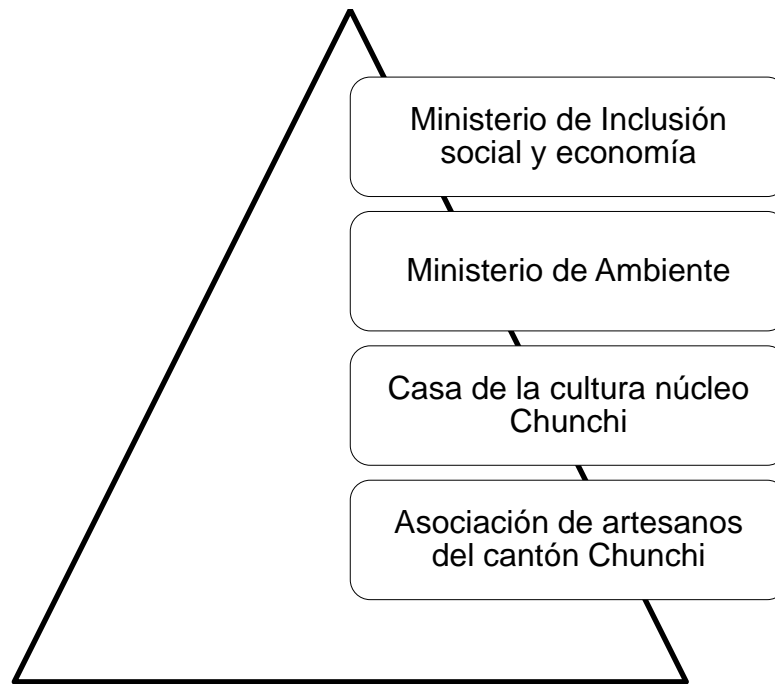 Ministerio de Inclusión
social y economía
Ministerio de Ambiente
Casa de la cultura núcleo
Chunchi
Asociación de artesanos
del cantón Chunchi